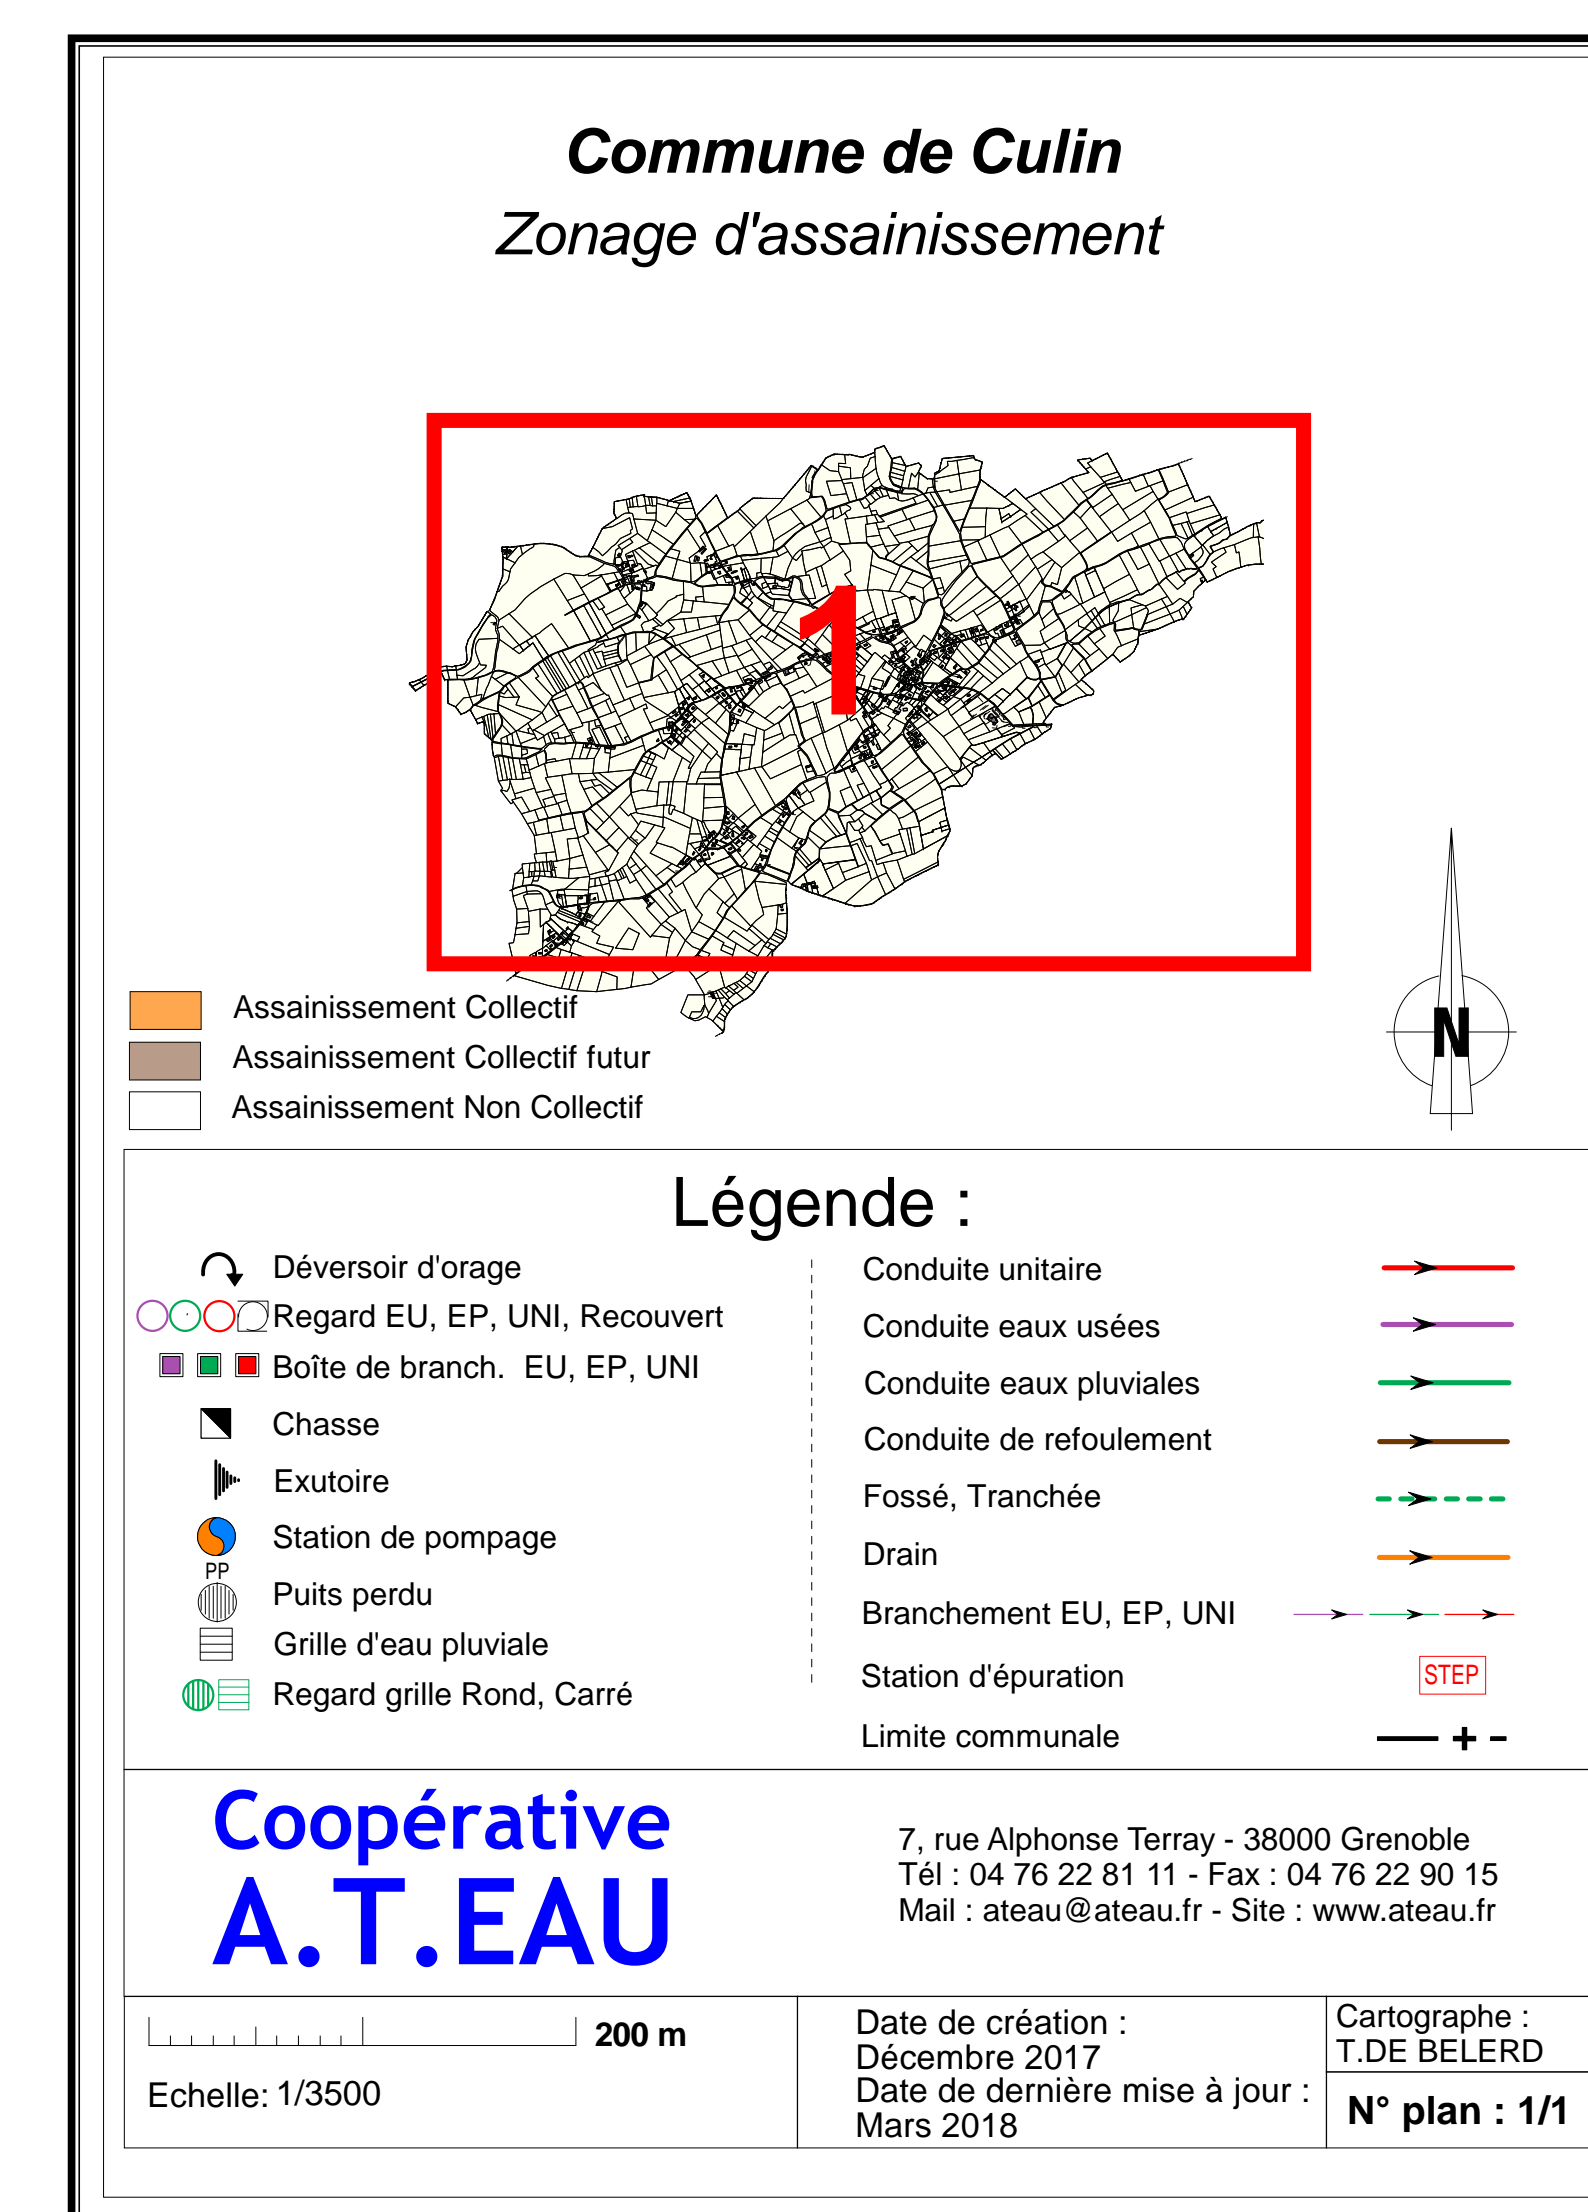 Commune de Culin
Zonage d'assainissement
1
Assainissement Collectif
Assainissement Collectif futur
Assainissement Non Collectif
N
Légende :
Déversoir d'orage
Regard EU, EP, UNI, Recouvert
Boîte de branch.  EU, EP, UNI
Chasse
Exutoire
Station de pompage
PP
Puits perdu
Grille d'eau pluviale
Regard grille Rond, Carré
Conduite unitaire
Conduite eaux usées
Conduite eaux pluviales
Conduite de refoulement
Fossé, Tranchée
Drain
Branchement EU, EP, UNI
Station d'épuration
STEP
Limite communale
Coopérative
A.T.EAU
7, rue Alphonse Terray - 38000 Grenoble
Tél : 04 76 22 81 11 - Fax : 04 76 22 90 15
Mail : ateau@ateau.fr - Site : www.ateau.fr
200 m
Echelle: 1/3500
Date de création :
Décembre 2017
Date de dernière mise à jour :
Mars 2018
Cartographe :
T.DE BELERD
N° plan : 1/1